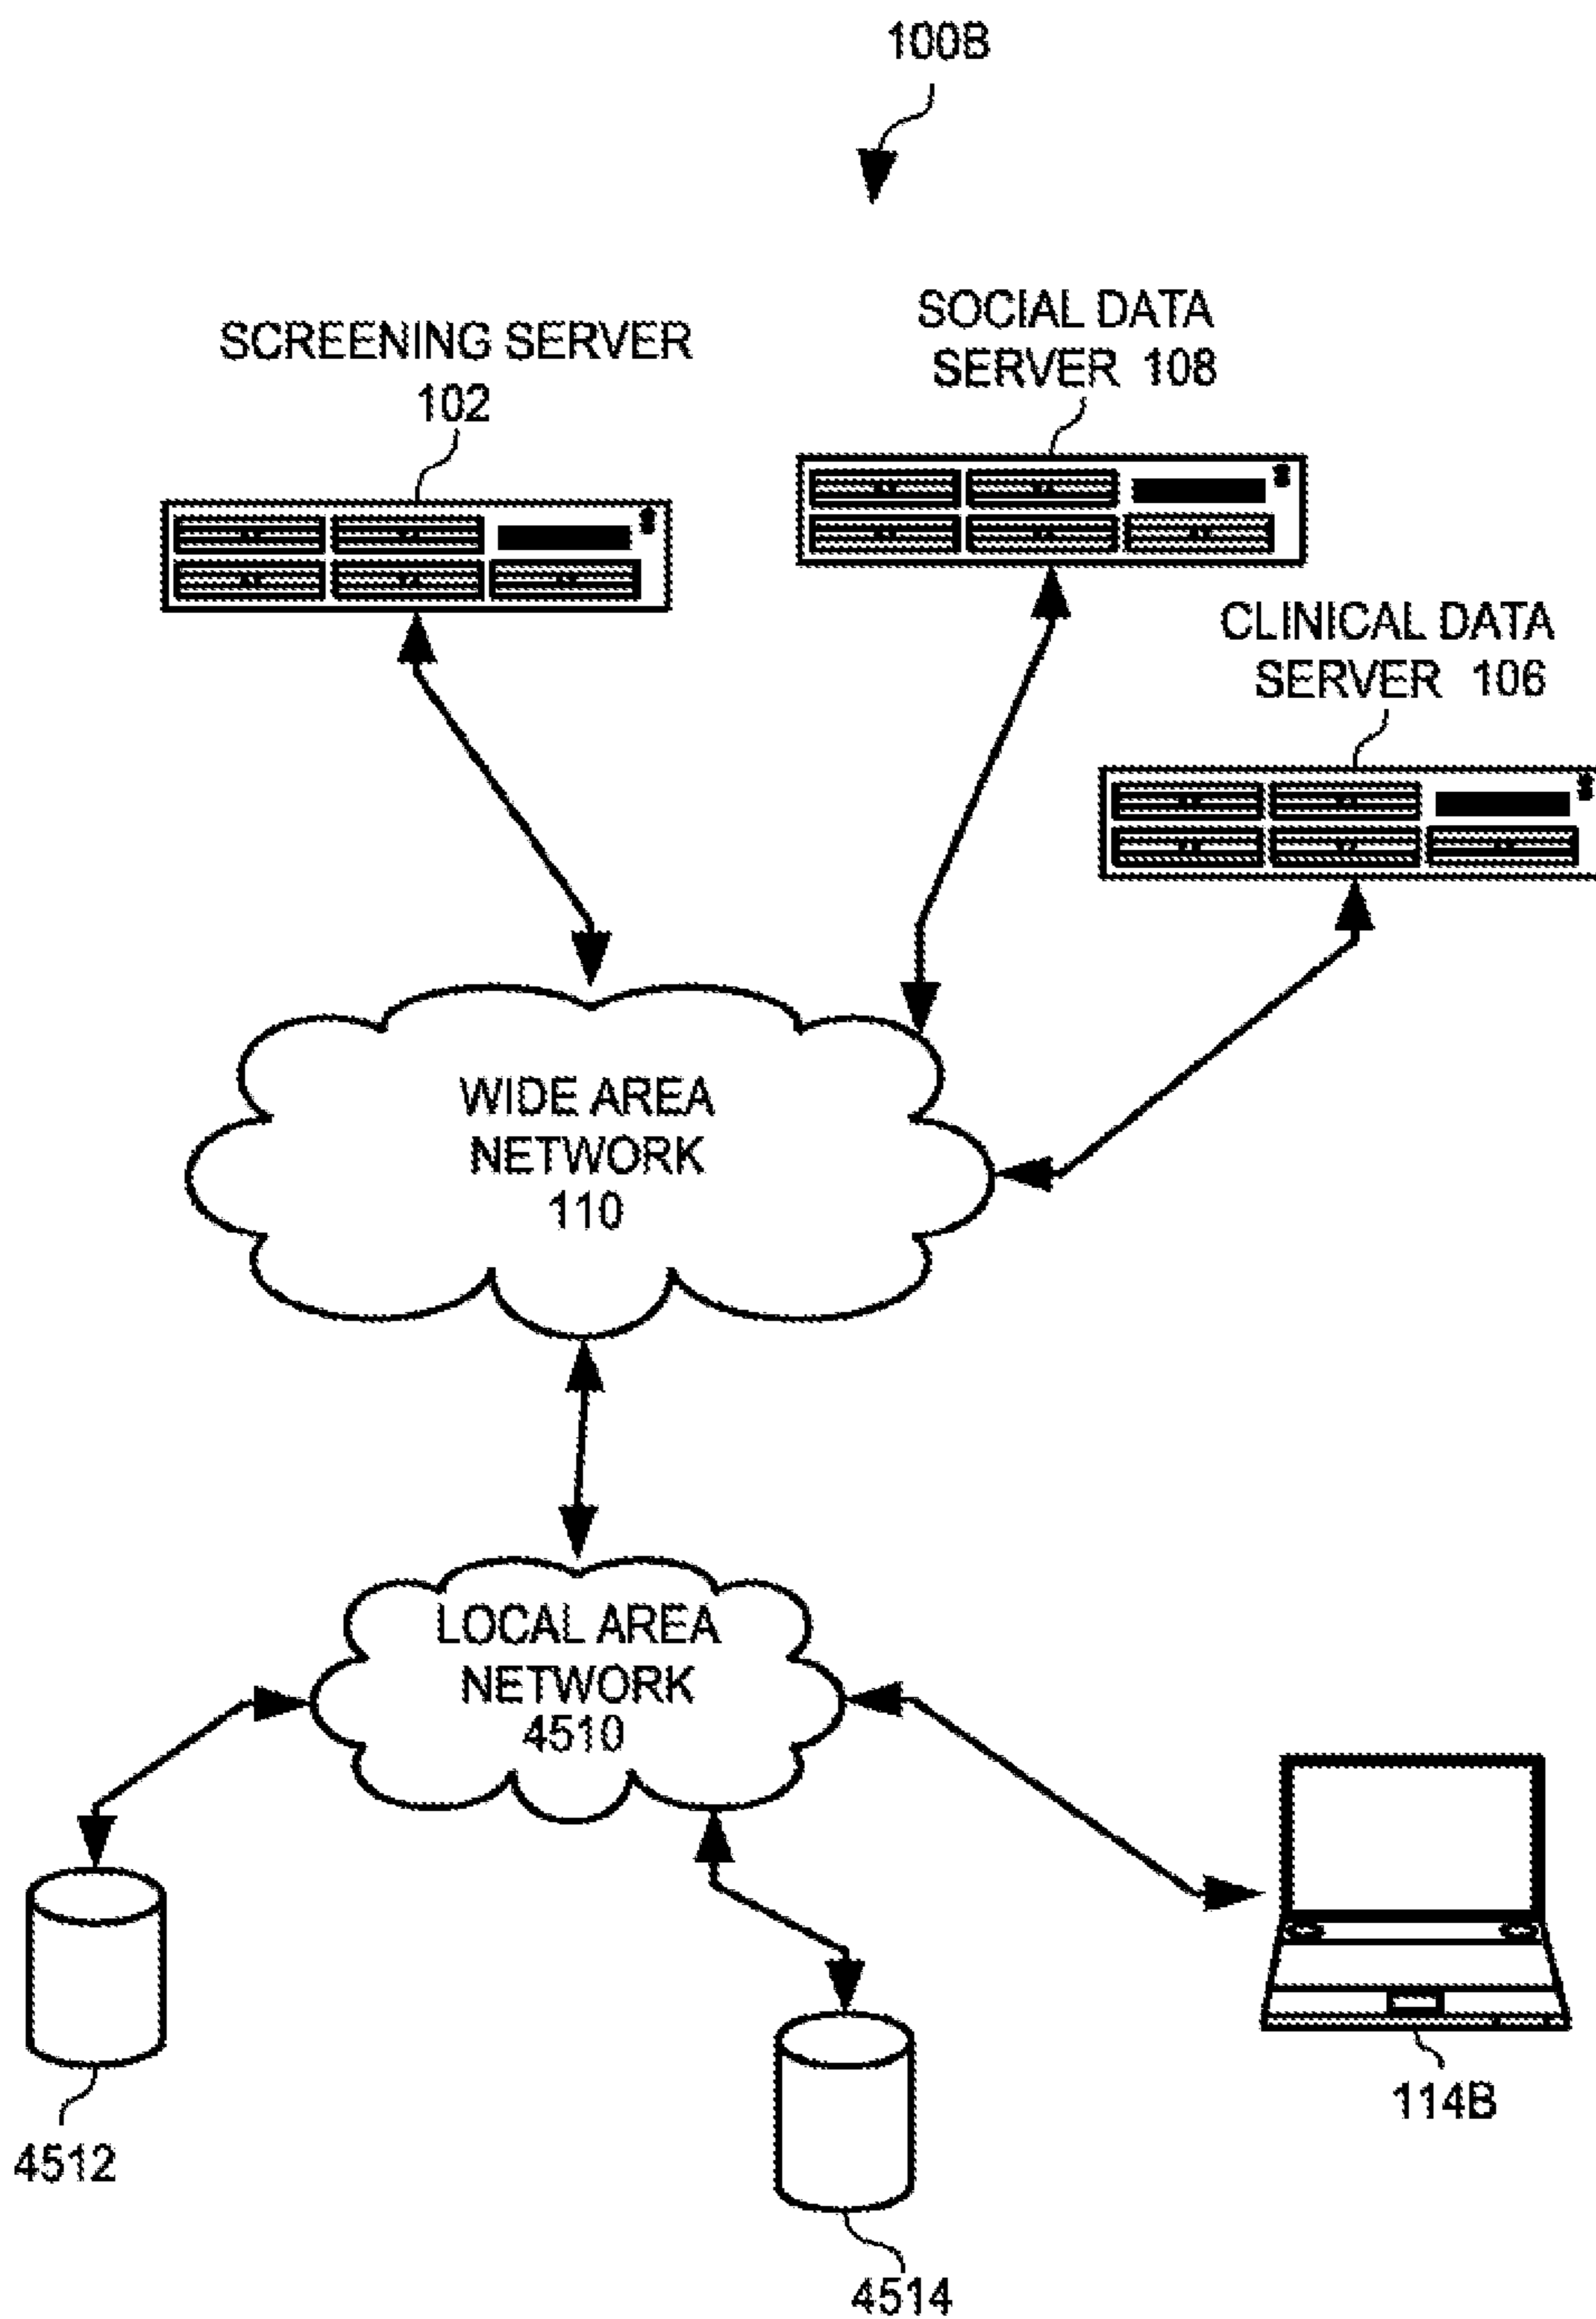 100B
SCREENING SERVER
102
SOCIAL DATA
SERVER 108
CLINICAL DATA
SERVER 106
WIDE AREA
NETWORK
110
LOCAL AREA
NETWORK
4510
4512
4514
114B